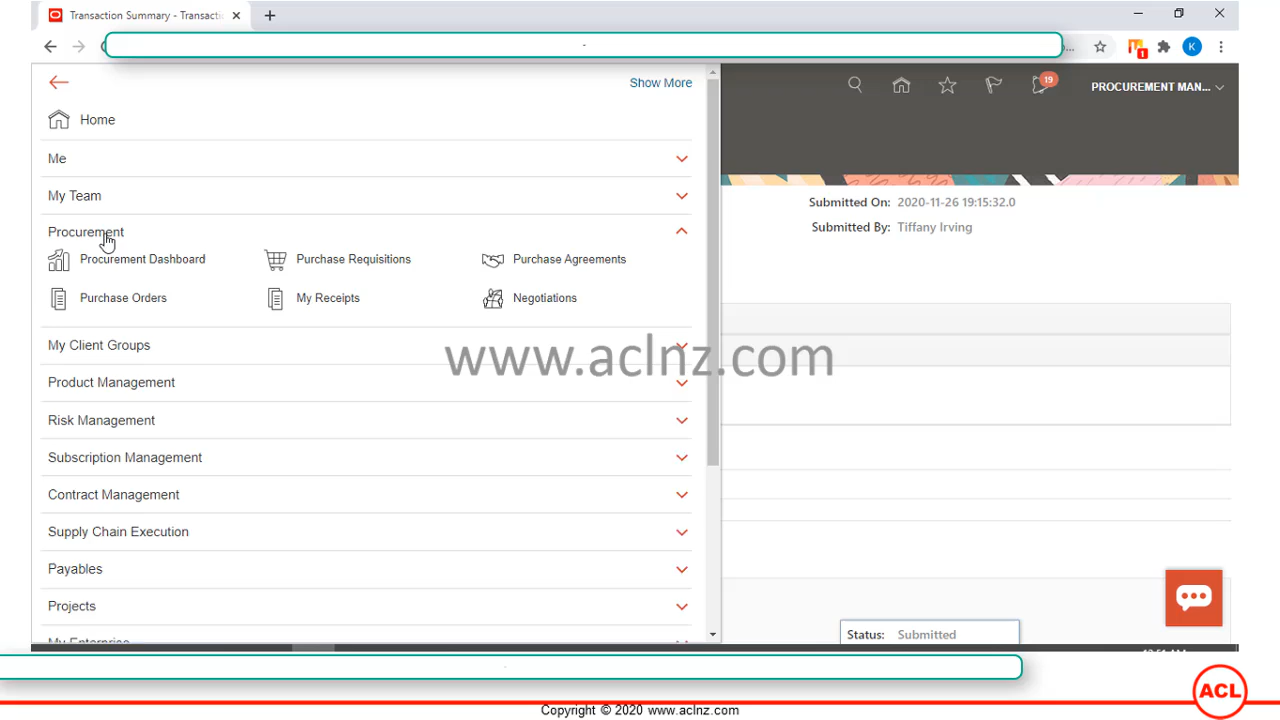 Transaction Summary - Transacti
K
1
Show More
19
PROCUREMENT MAN...
Home
Me
My Team
Procurement
Procurement Dashboard
Purchase Requisitions
Purchase Agreements
Purchase Orders
My Receipts
Negotiations
My Client Groups
Product Management
Risk Management
Subscription Management
Contract Management
Supply Chain Execution
Payables
Projects
My Enterprise
Submitted On: 2020-11-26 19:15:32.0
Submitted By: Tiffany Irving
www.aclnz.com
Status: Submitted
ACL
Copyright © 2020 www.aclnz.com